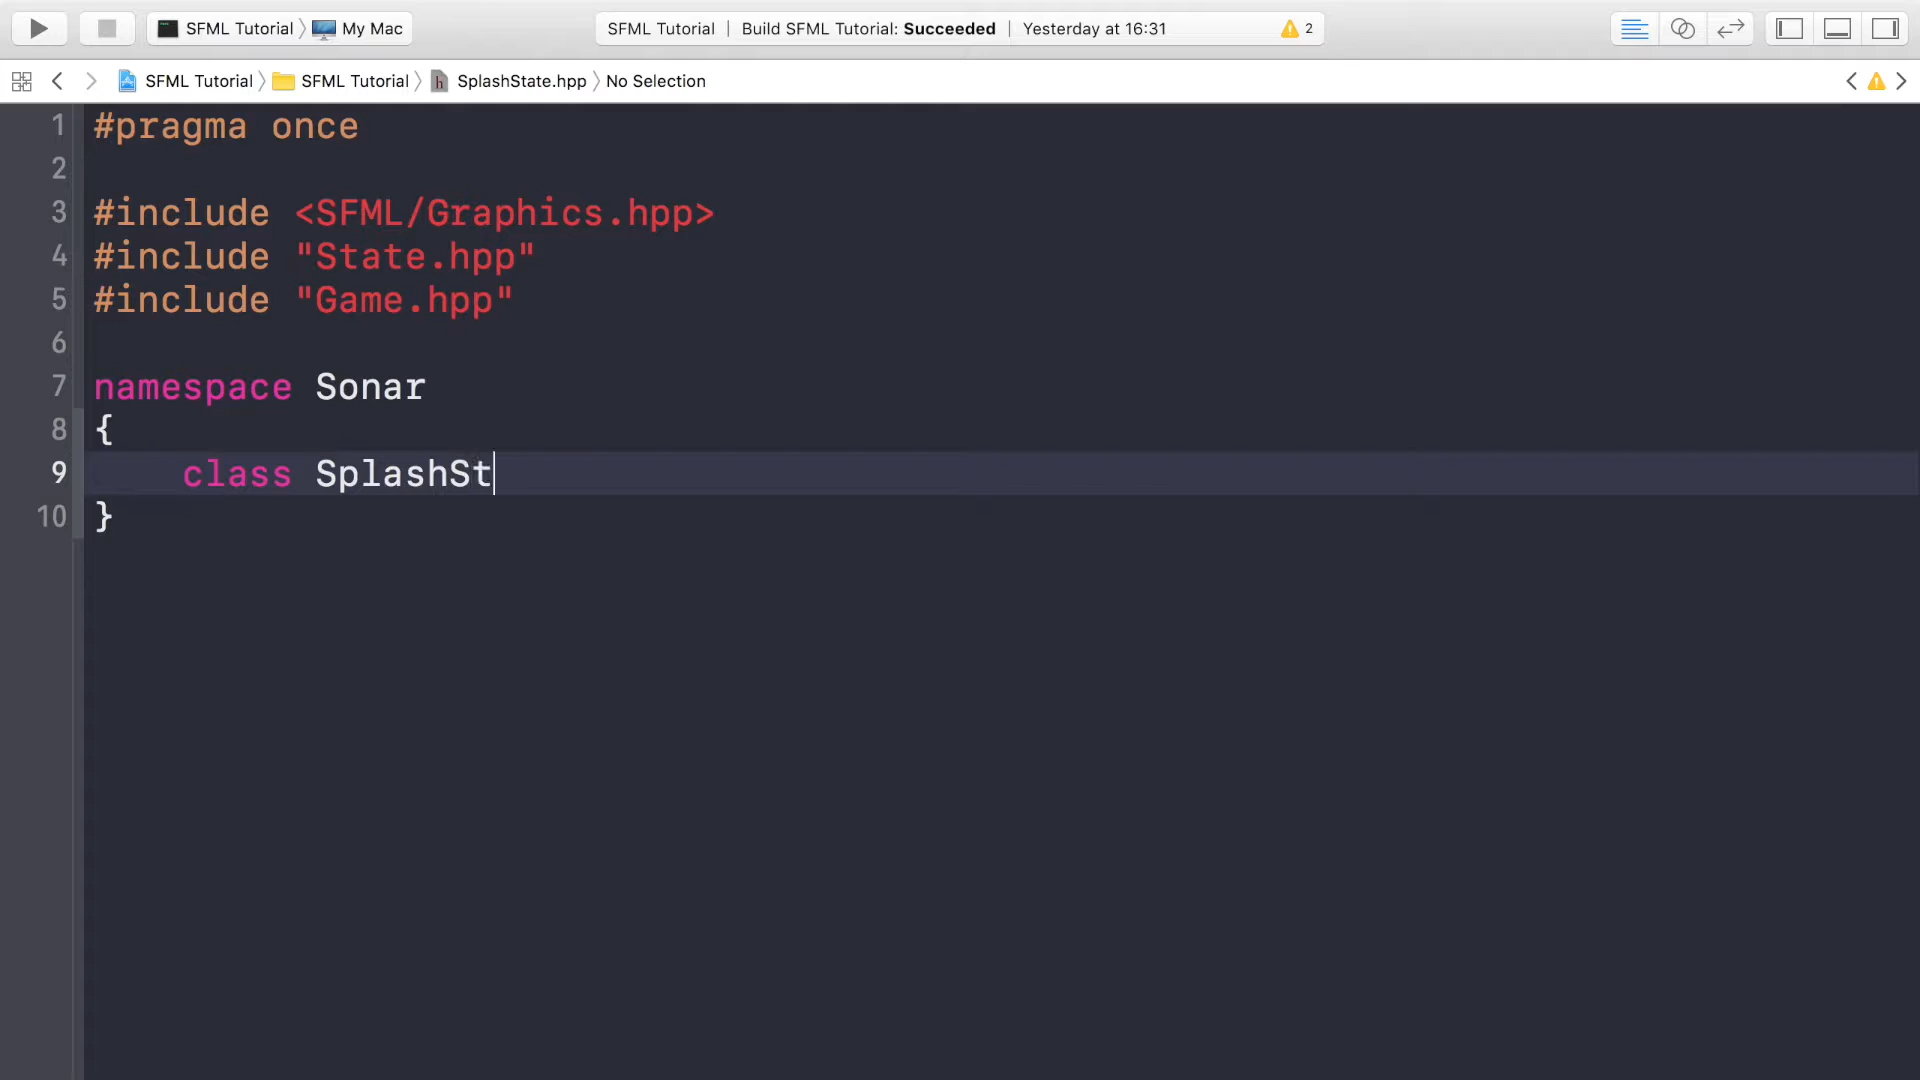 SFML Tutorial My Mac SFML Tutorial | Build SFML Tutorial: Succeeded | Yesterday at 16:31 2
SFML Tutorial SFML Tutorial h SplashState.hpp No Selection
1 #pragma once
2
3 #include <SFML/Graphics.hpp>
4 #include "State.hpp"
5 #include "Game.hpp"
6
7 namespace Sonar
8 {
9 class SplashSt
10 }